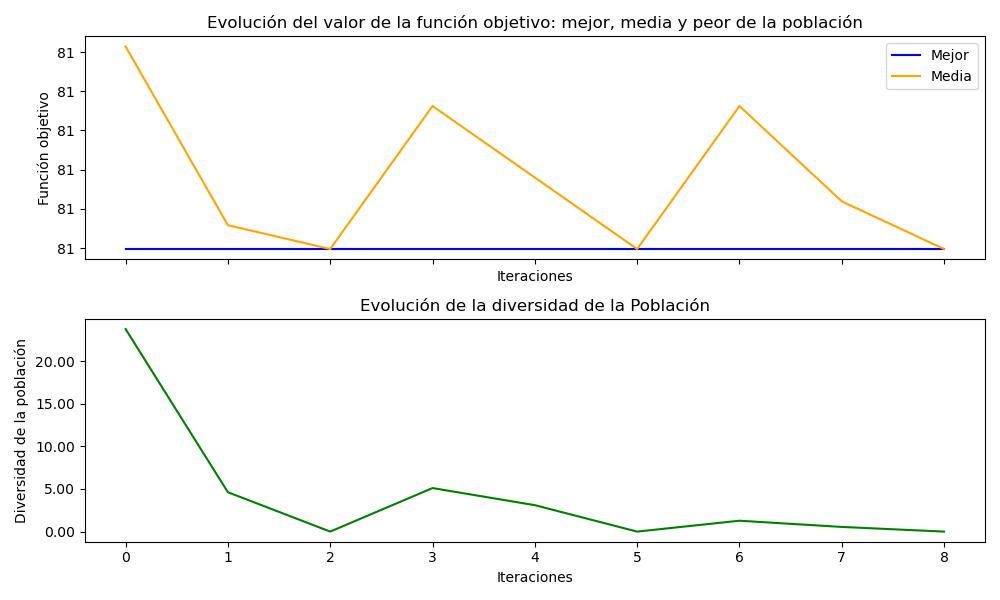 Evolución del valor de la función objetivo: mejor, media y peor de la población
Función objetivo
81
81
81
81
81
81
Mejor
Media
Iteraciones
Evolución de la diversidad de la Población
Diversidad de la población
20.00
15.00
10.00
5.00
0.00
0 1 2 3 4 5 6 7 8
Iteraciones